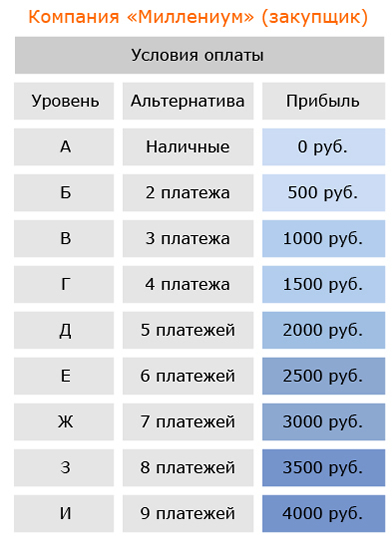 Компания «Миллениум» (закупщик)
Условия оплаты
Уровень Альтернатива Прибыль
А Наличные 0 руб.
Б 2 платежа 500 руб.
В 3 платежа 1000 руб.
Г 4 платежа 1500 руб.
Д 5 платежей 2000 руб.
Е 6 платежей 2500 руб.
Ж 7 платежей 3000 руб.
З 8 платежей 3500 руб.
И 9 платежей 4000 руб.